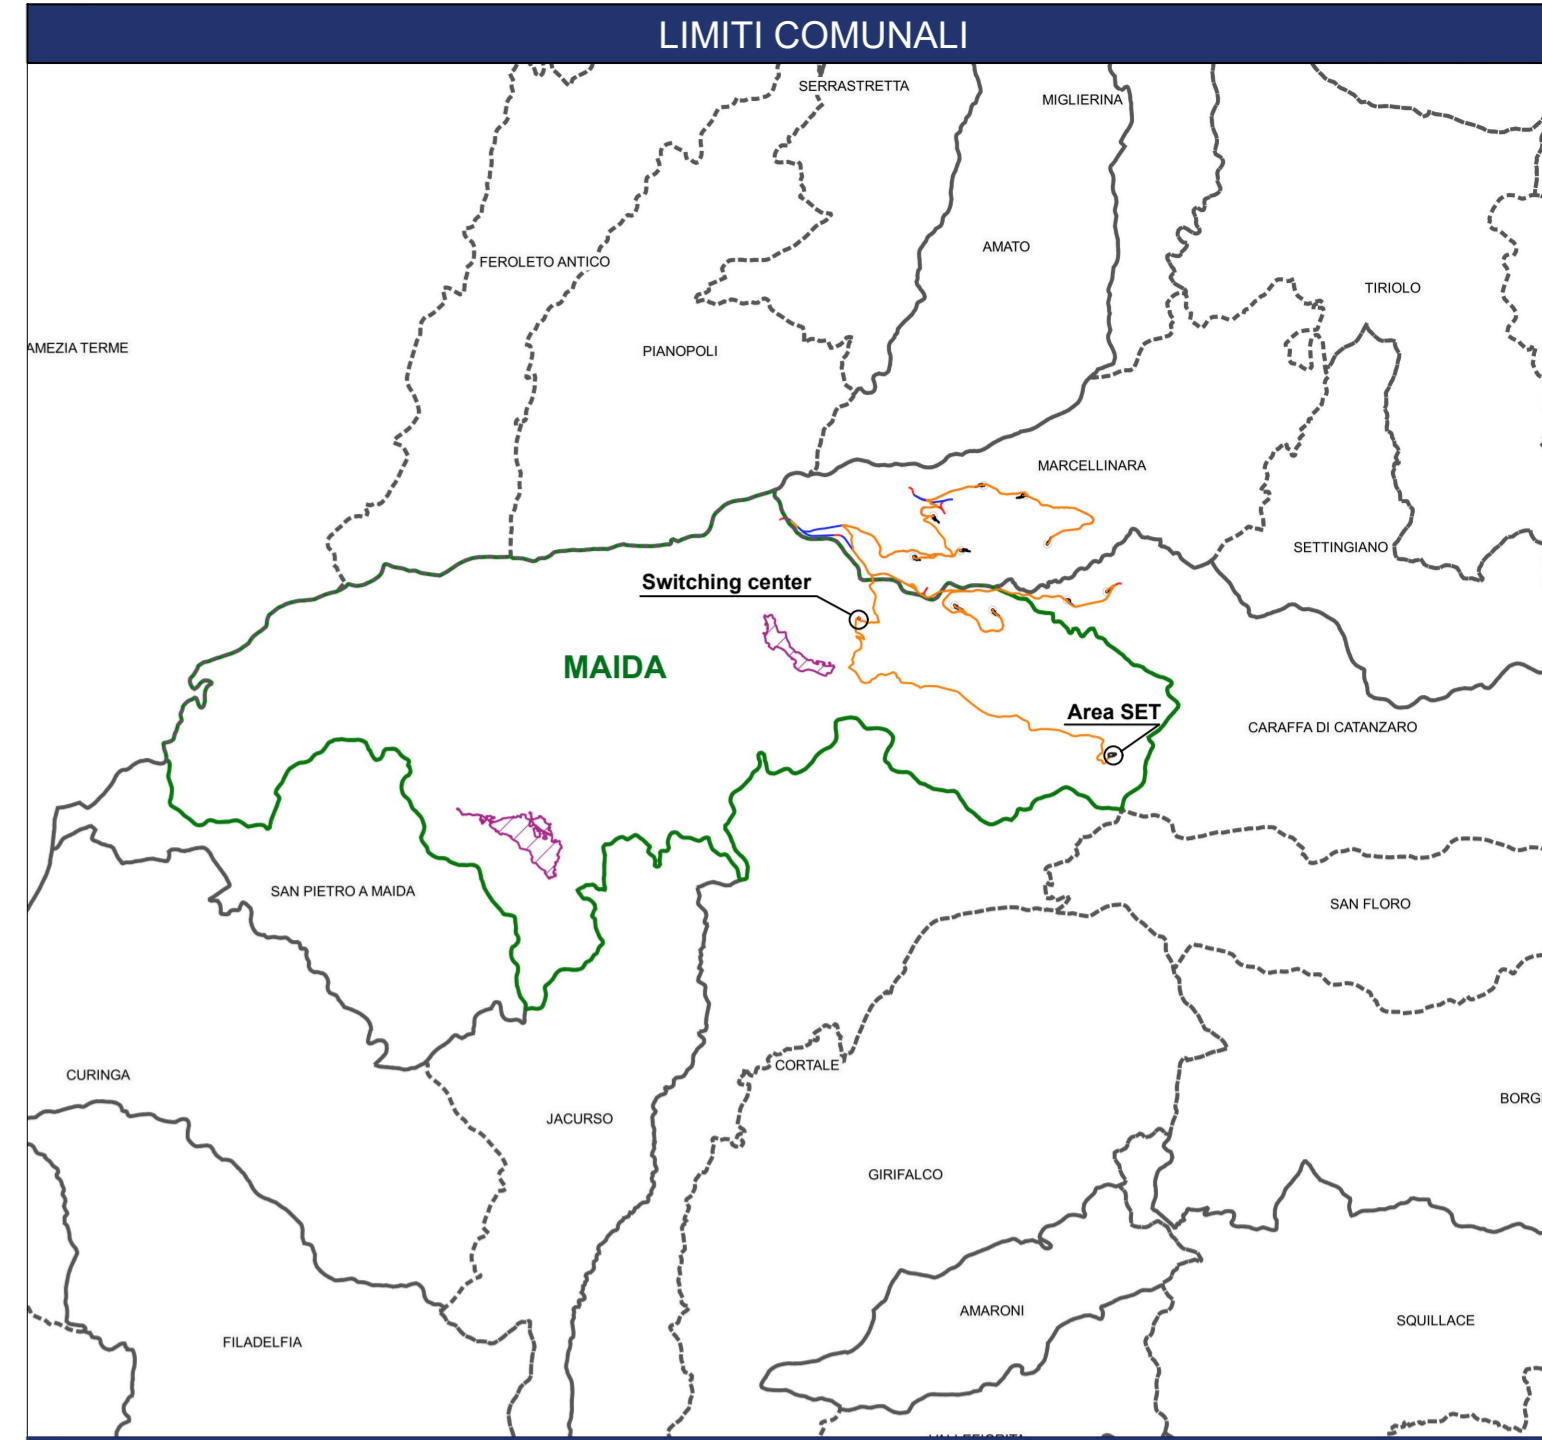 LIMITI COMUNALI
SERRASTRETTA
MIGLIERINA
AMATO
FEROLETO ANTICO
TIRIOLO
AMEZIA TERME
PIANOPOLI
MARCELLINARA
SETTINGIANO
Switching center
MAIDA
Area SET
CARAFFA DI CATANZARO
SAN PIETRO A MAIDA
SAN FLORO
CORTALE
CURINGA
BORG
JACURSO
GIRIFALCO
AMARONI
SQUILLACE
FILADELFIA